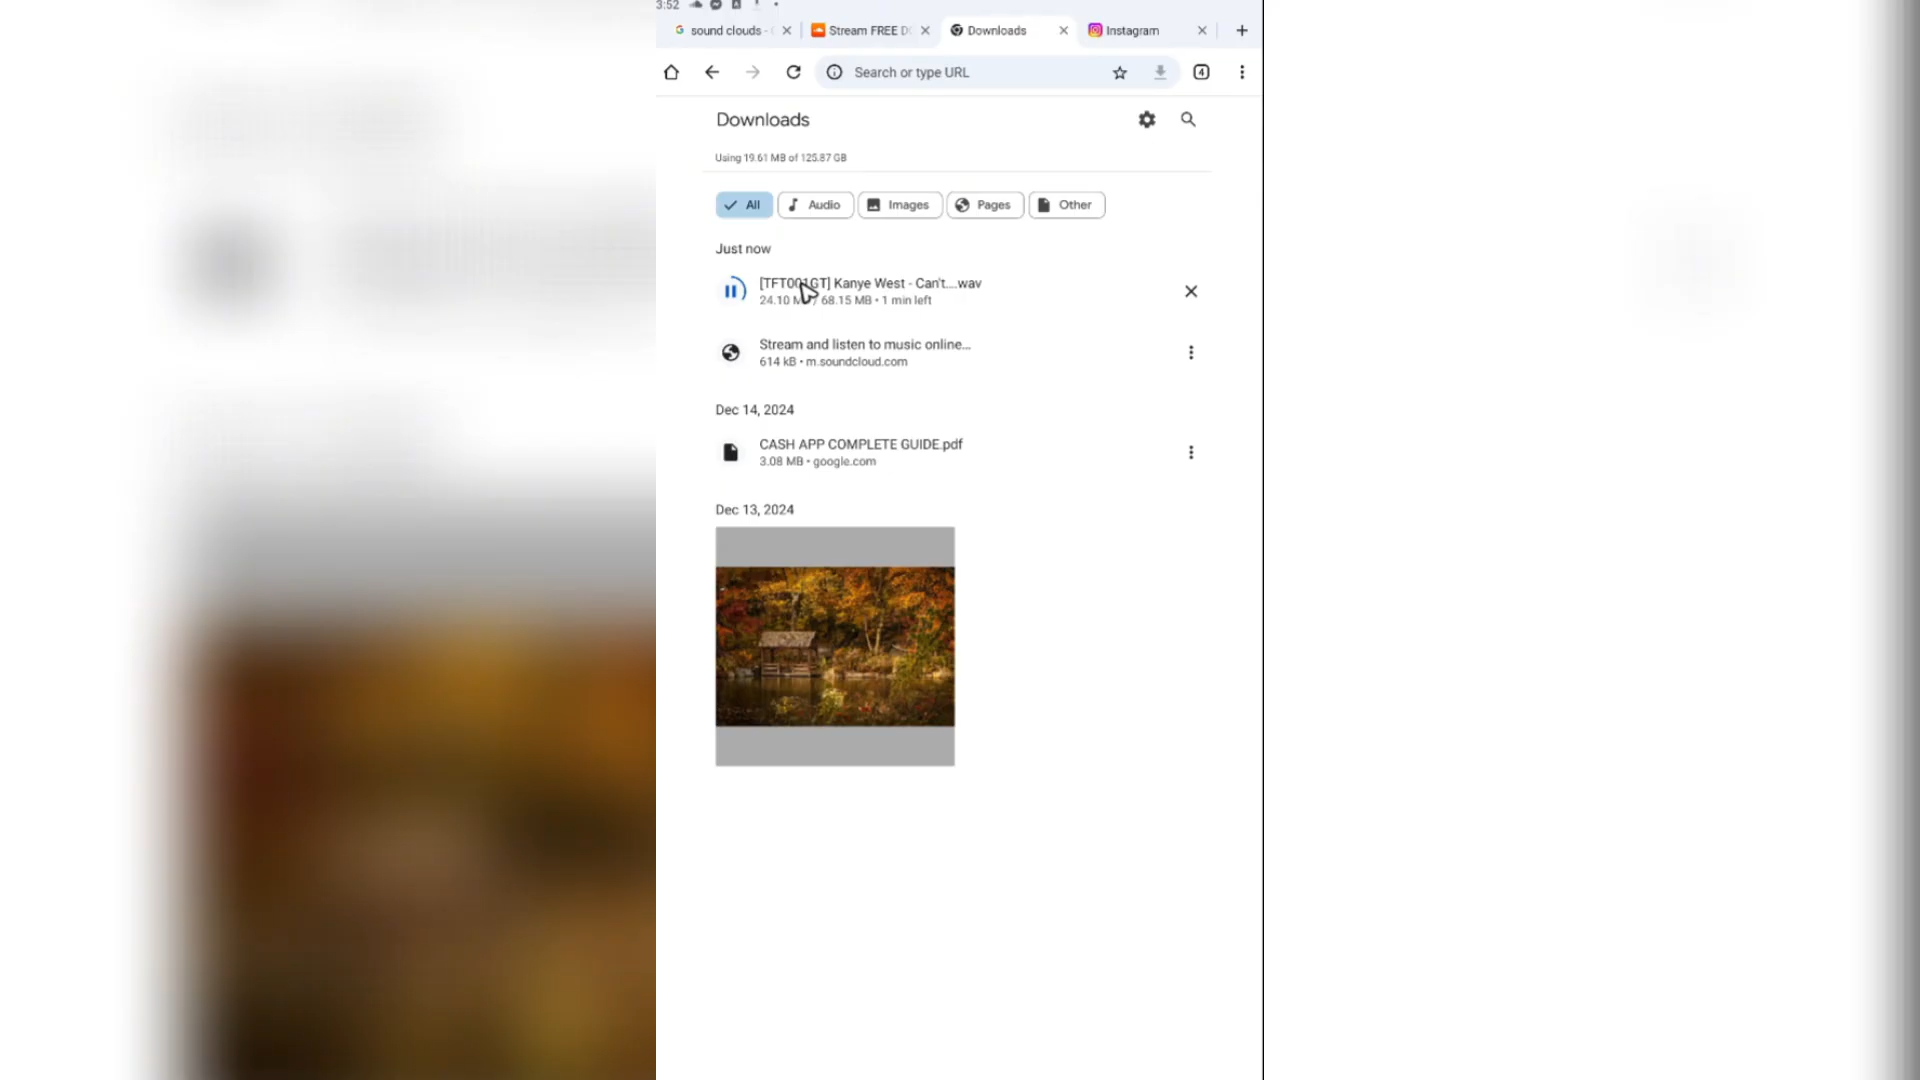 3:52
sound clouds -
Stream FREE D
Downloads
Instagram
Search or type URL
4
Downloads
Using 19.61 MB of 125.87 GB
All
Audio
Images
Pages
Other
Just now
[TFT001GT] Kanye West - Can't....wav
24.10 M / 68.15 MB • 1 min left
Stream and listen to music online...
614 kB • m.soundcloud.com
Dec 14, 2024
CASH APP COMPLETE GUIDE.pdf
3.08 MB • google.com
Dec 13, 2024